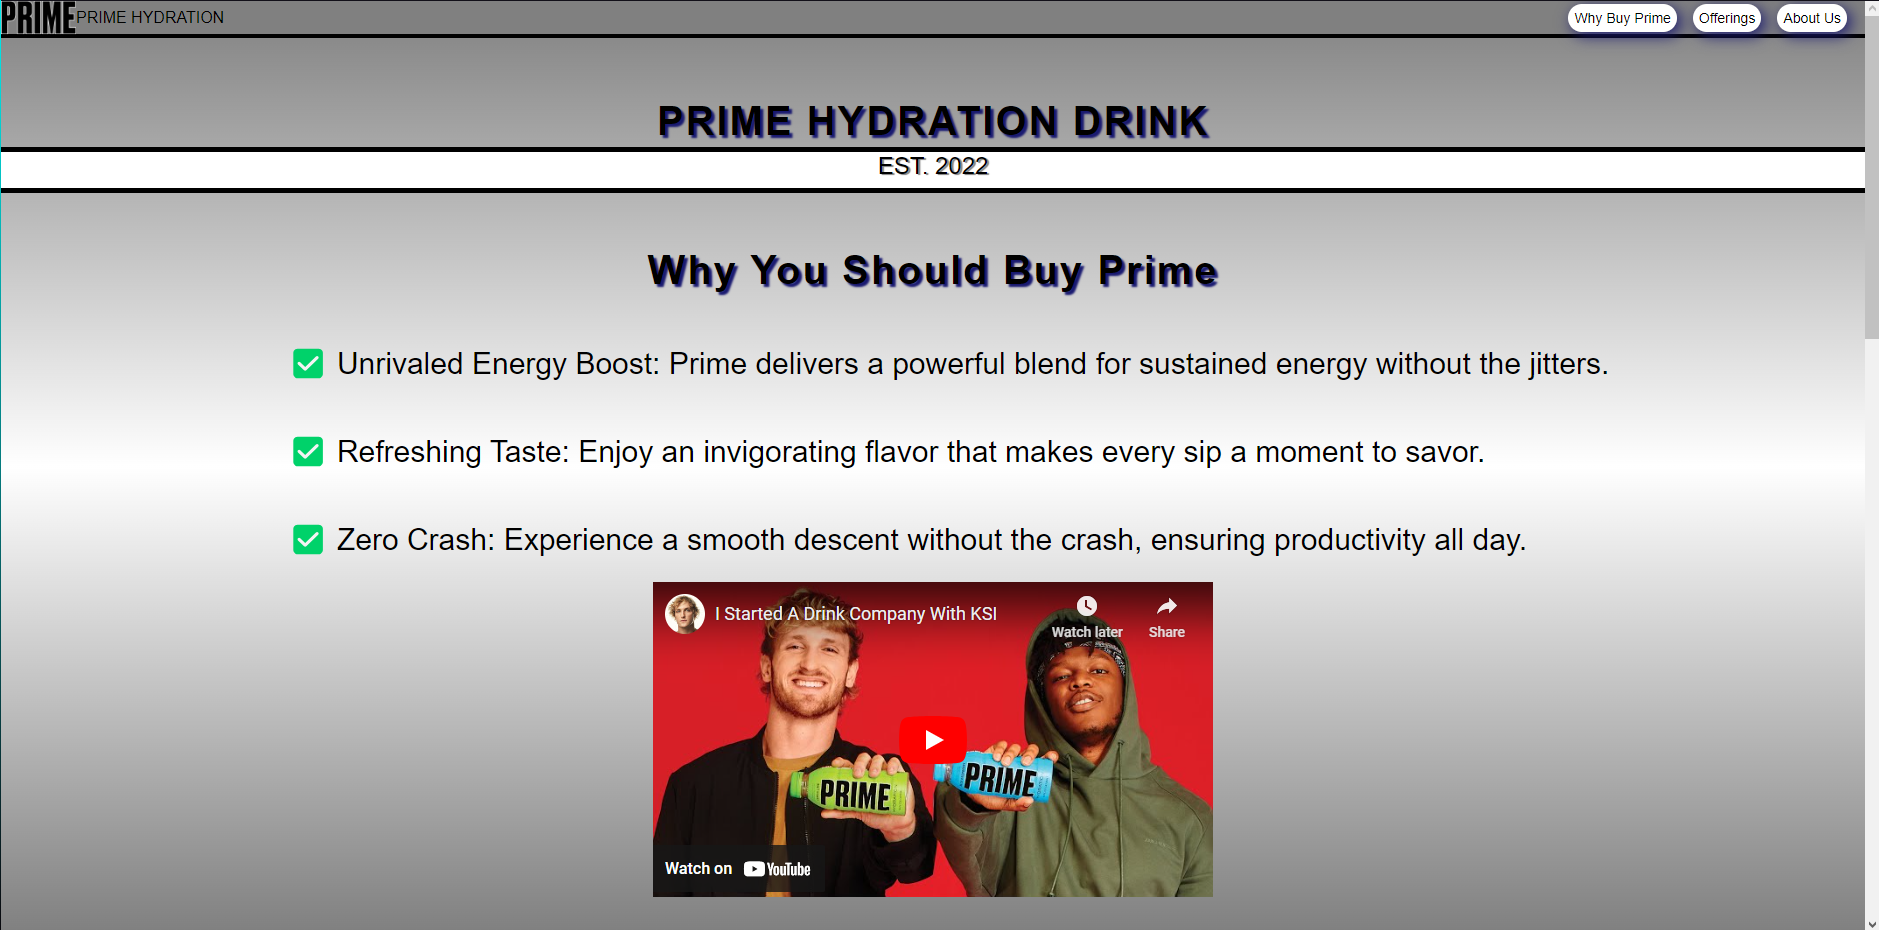 PRIME PRIME HYDRATION Why Buy Prime Offerings About Us
PRIME HYDRATION DRINK
EST. 2022
Why You Should Buy Prime
✅ Unrivaled Energy Boost: Prime delivers a powerful blend for sustained energy without the jitters.
✅ Refreshing Taste: Enjoy an invigorating flavor that makes every sip a moment to savor.
✅ Zero Crash: Experience a smooth descent without the crash, ensuring productivity all day.
I Started A Drink Company With KSI
Watch later Share
PRIME PRIME
Watch on YouTube